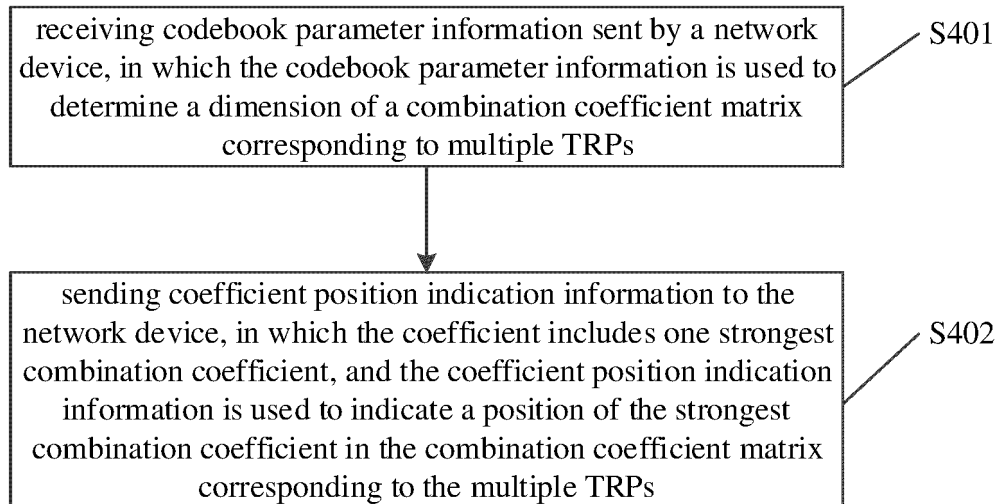 receiving codebook parameter information sent by a network
device, in which the codebook parameter information is used to
determine a dimension of a combination coefficient matrix
corresponding to multiple TRPs
S401
sending coefficient position indication information to the
network device, in which the coefficient includes one strongest
combination coefficient, and the coefficient position indication
information is used to indicate a position of the strongest
combination coefficient in the combination coefficient matrix
corresponding to the multiple TRPs
S402